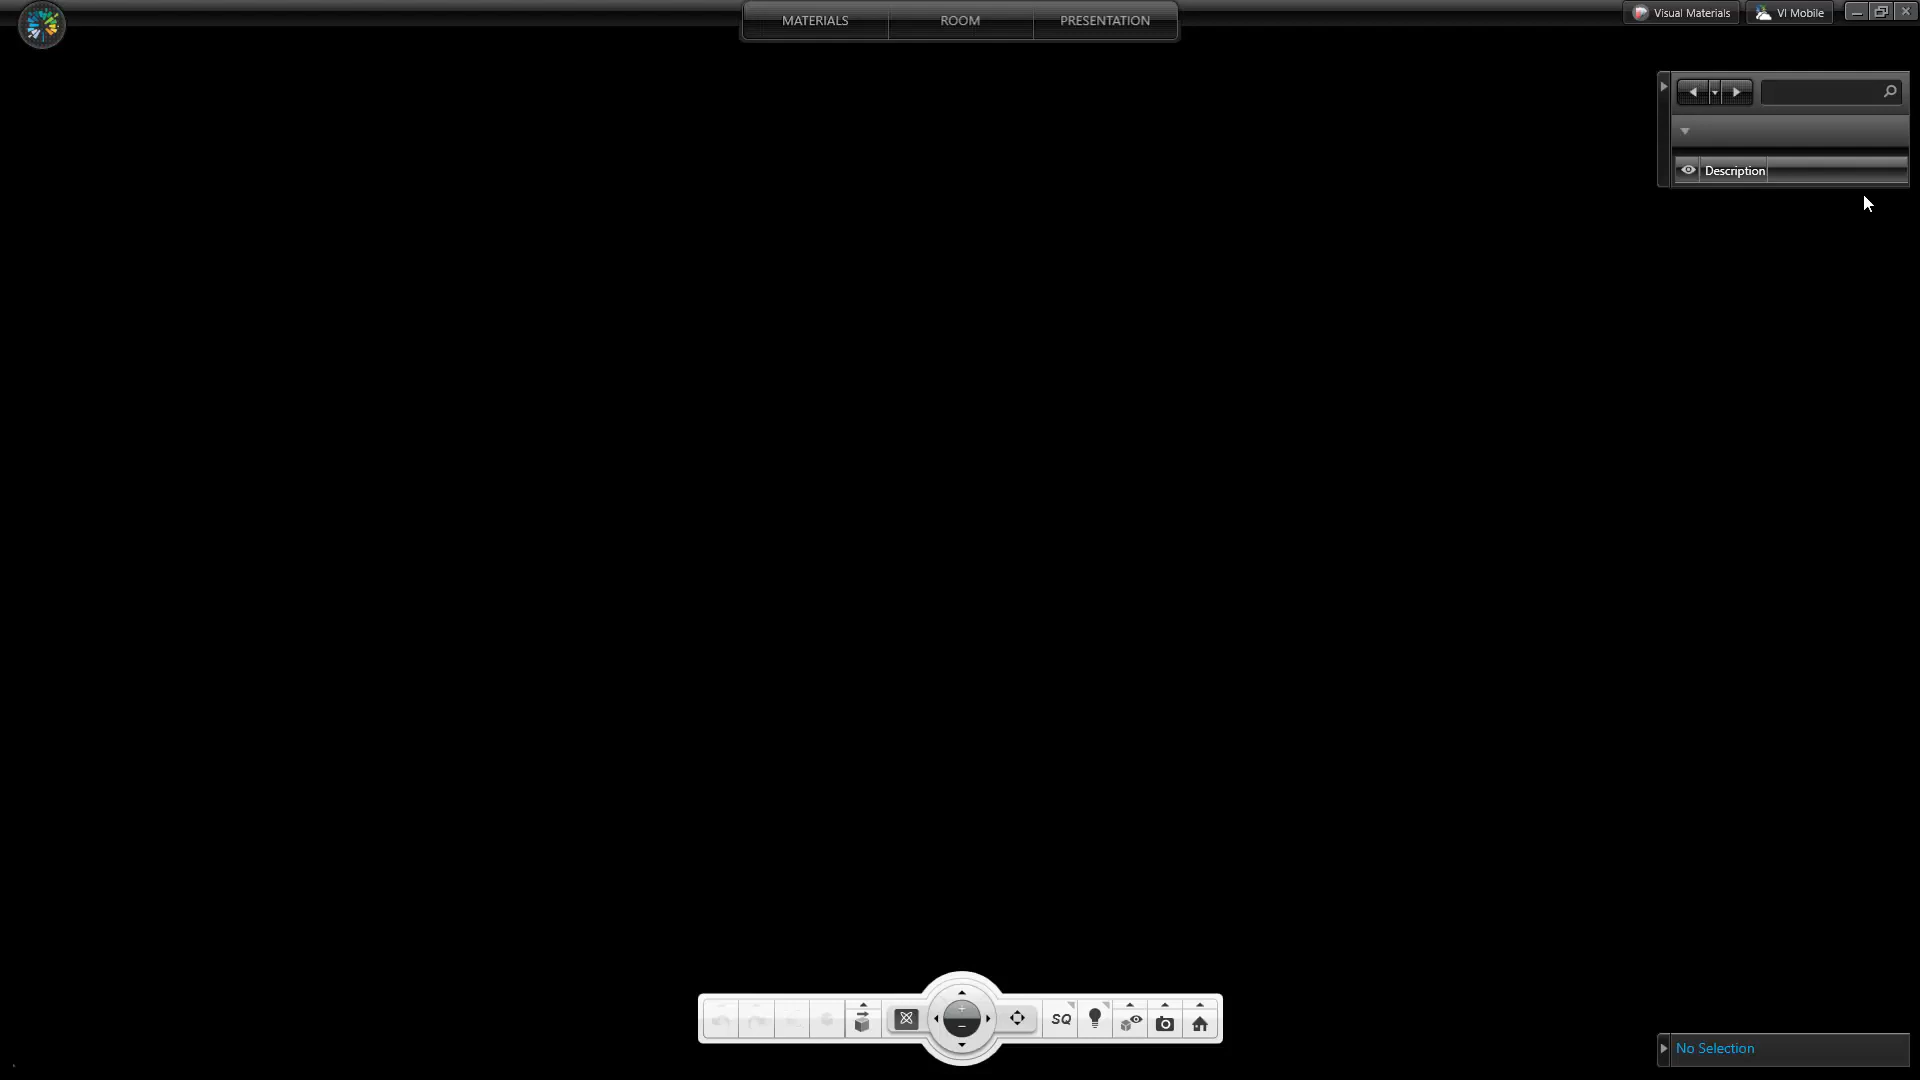 MATERIALS
ROOM
PRESENTATION
Visual Materials
VI Mobile
Description
SQ
No Selection